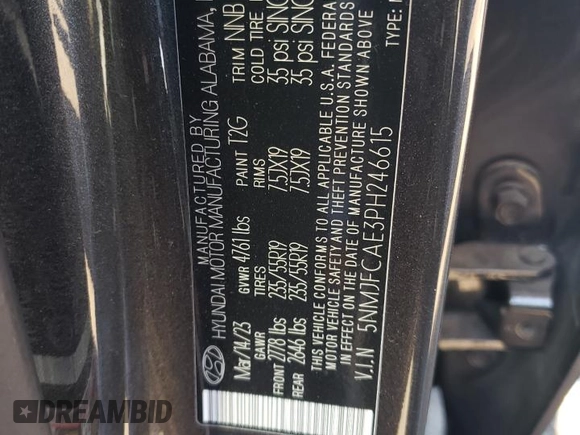 MANUFACTURED BY
HYUNDAI MOTOR MANUFACTURING ALABAMA,
Mar/14/23 GVWR 4761lbs PAINT T2G TRIM NNB
GAWR TIRES RIMS COLD TIRE
FRONT 2778 lbs 235/55R19 7.5JX19 35 psi
REAR 2646 lbs 235/55R19 7.5JX19 35 psi
THIS VEHICLE CONFORMS TO ALL APPLICABLE U.S.A. FEDERA
MOTOR VEHICLE SAFETY AND THEFT PREVENTION STANDARDS
IN EFFECT ON THE DATE OF MANUFACTURE SHOWN ABOVE.
V.I.N 5NMJFCAE3PH246615 TYPE:
DREAMBID